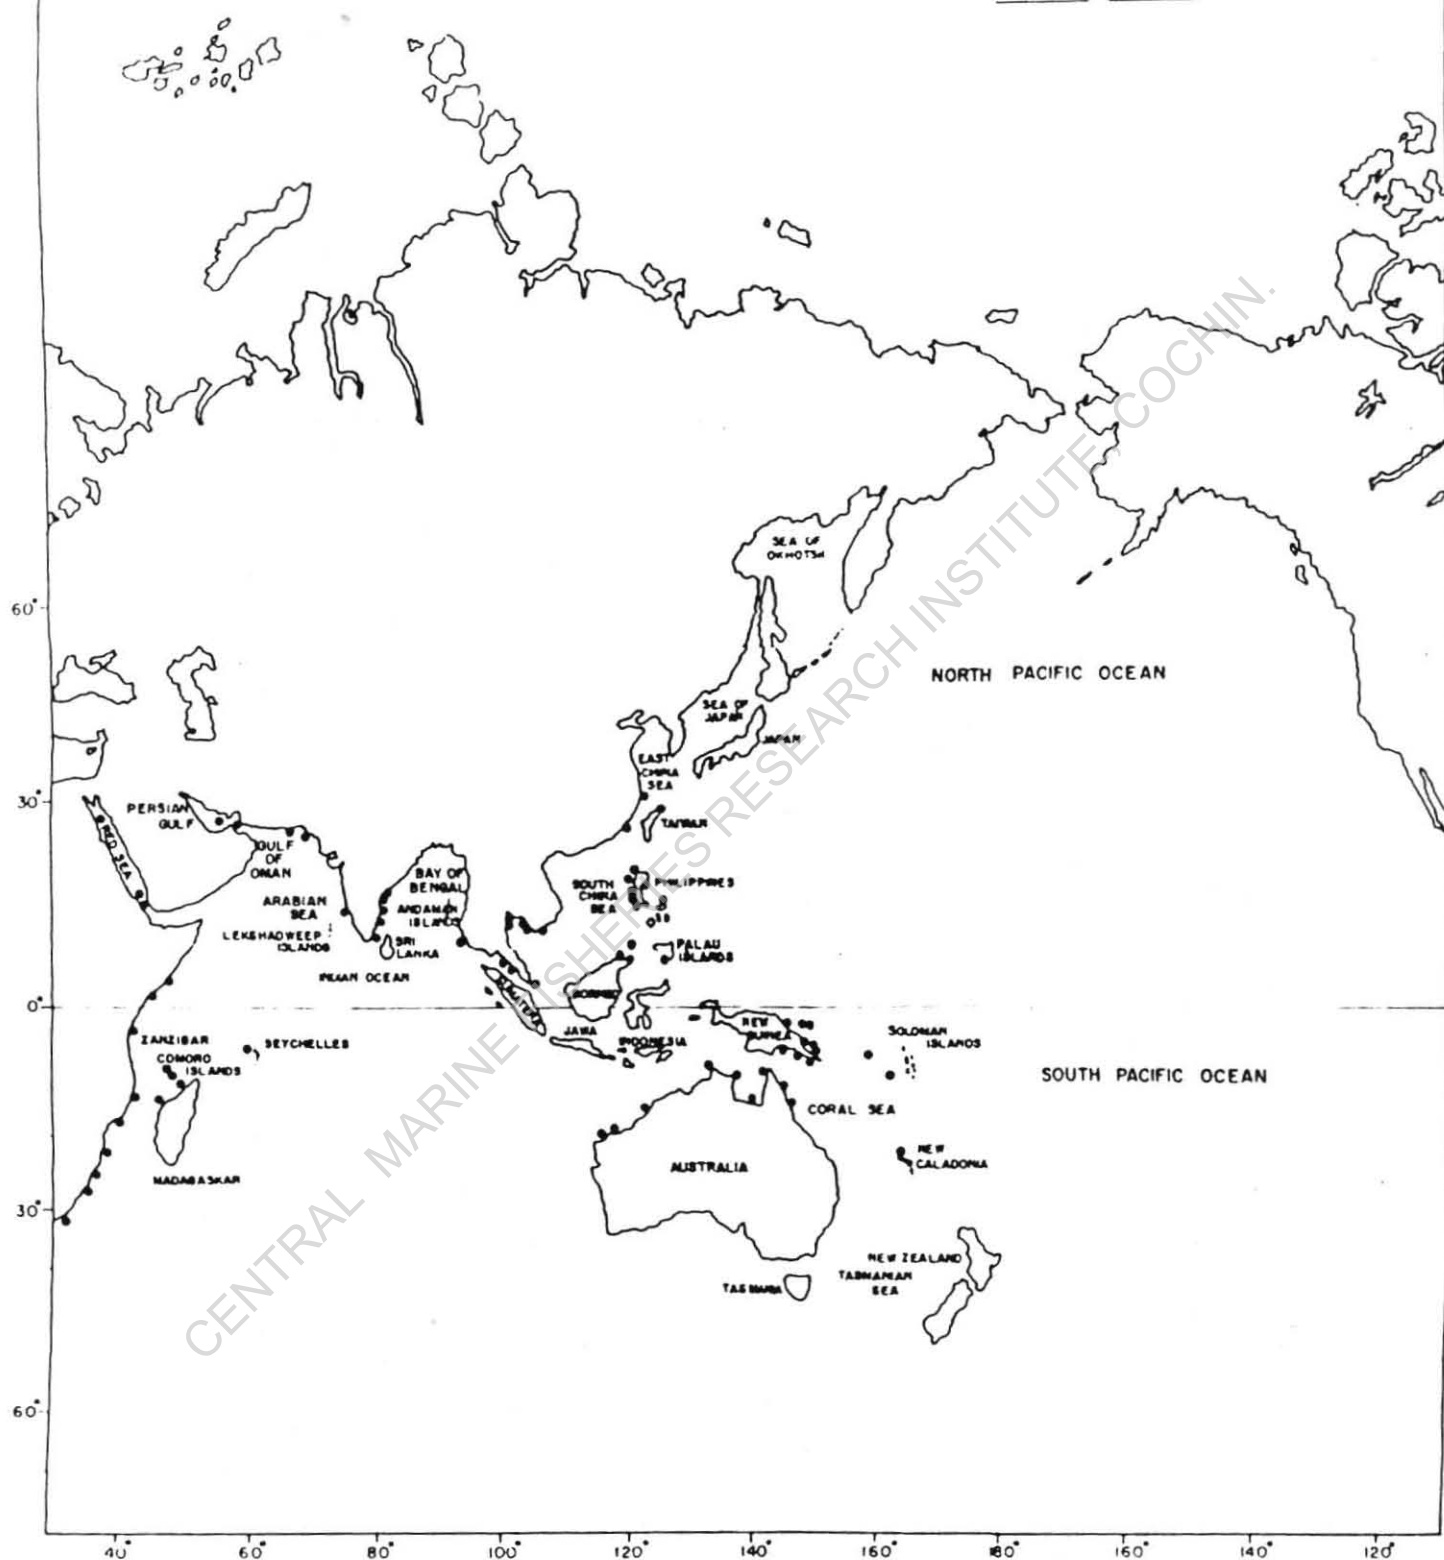 60°
30°
0°
30°
60°
SEA OF
OKHOTSK
NORTH PACIFIC OCEAN
SEA OF
JAPAN
JAPAN
EAST
CHINA
SEA
TAIWAN
PERSIAN
GULF
RED SEA
GULF
OF
OMAN
BAY OF
BENGAL
SOUTH
CHINA
SEA
PHILIPPINES
ARABIAN
SEA
ANDAMAN
ISLANDS
LEKSHADWEEP
ISLANDS
SRI
LANKA
PALAU
ISLANDS
INDIAN OCEAN
SUMATERA
BORNEO
JAWA
INDONESIA
NEW
GUINEA
SOLOMAN
ISLANDS
ZANZIBAR
SEYCHELLES
COMORO
ISLANDS
SOUTH PACIFIC OCEAN
CORAL SEA
MADAGASKAR
AUSTRALIA
NEW
CALADONIA
NEW ZEALAND
TASMANIAN
SEA
TASMANIA
40° 60° 80° 100° 120° 140° 160° 180° 160° 140° 120°
CENTRAL MARINE FISHERIES RESEARCH INSTITUTE, COCHIN.